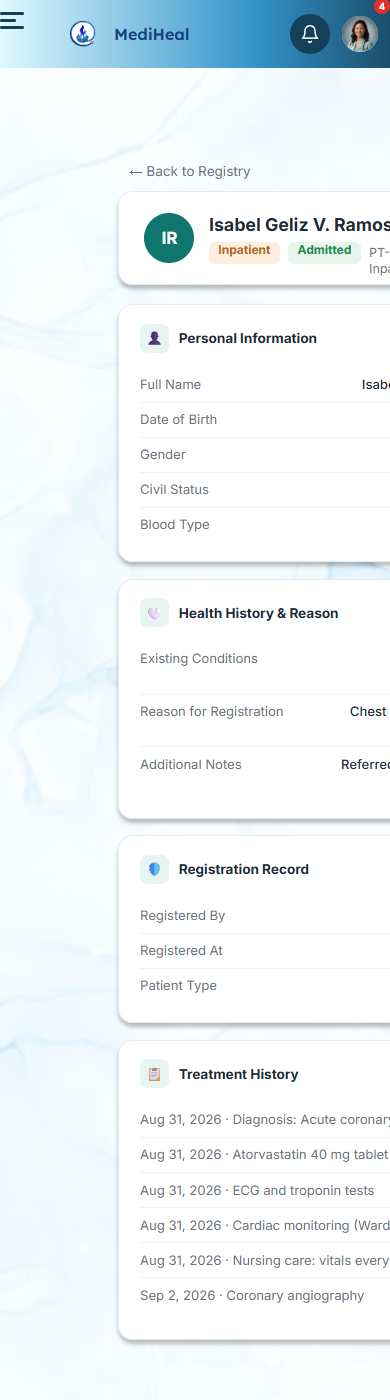 4
MediHeal
← Back to Registry
IR
Isabel Geliz V. Ramos
Inpatient
Admitted
PT-
Inpa
Personal Information
Full Name
Isabe
Date of Birth
Gender
Civil Status
Blood Type
Health History & Reason
Existing Conditions
Reason for Registration
Chest
Additional Notes
Referred
Registration Record
Registered By
Registered At
Patient Type
Treatment History
Aug 31, 2026 · Diagnosis: Acute coronary
Aug 31, 2026 · Atorvastatin 40 mg tablet
Aug 31, 2026 · ECG and troponin tests
Aug 31, 2026 · Cardiac monitoring (Ward
Aug 31, 2026 · Nursing care: vitals every
Sep 2, 2026 · Coronary angiography